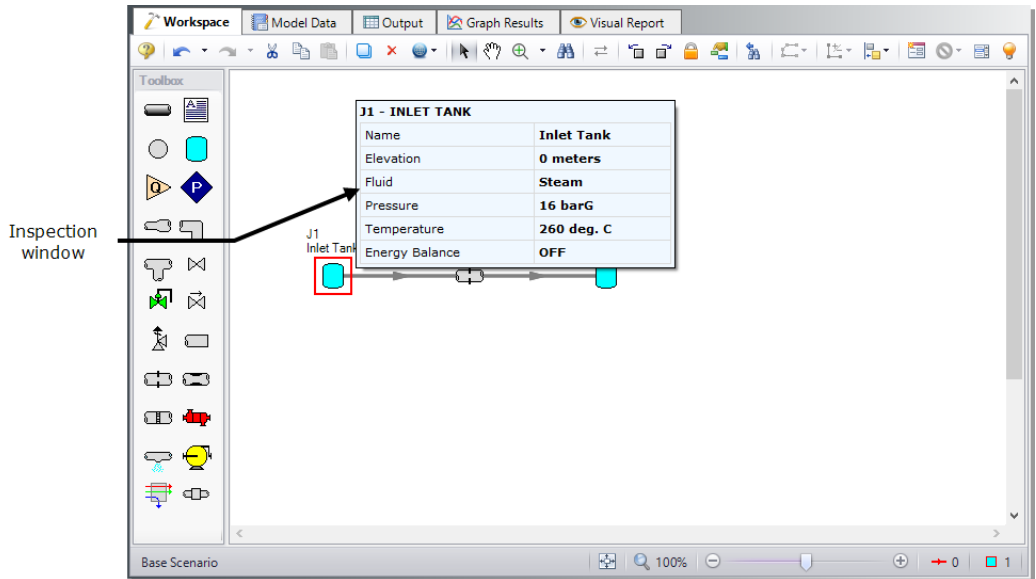 Workspace
Model Data
Output
Graph Results
Visual Report
Toolbox
A
Q
P
Inspection
window
J1 - INLET TANK
Name Inlet Tank
Elevation 0 meters
Fluid Steam
Pressure 16 barG
Temperature 260 deg. C
Energy Balance OFF
J1
Inlet Tank
Base Scenario
100%
0
1